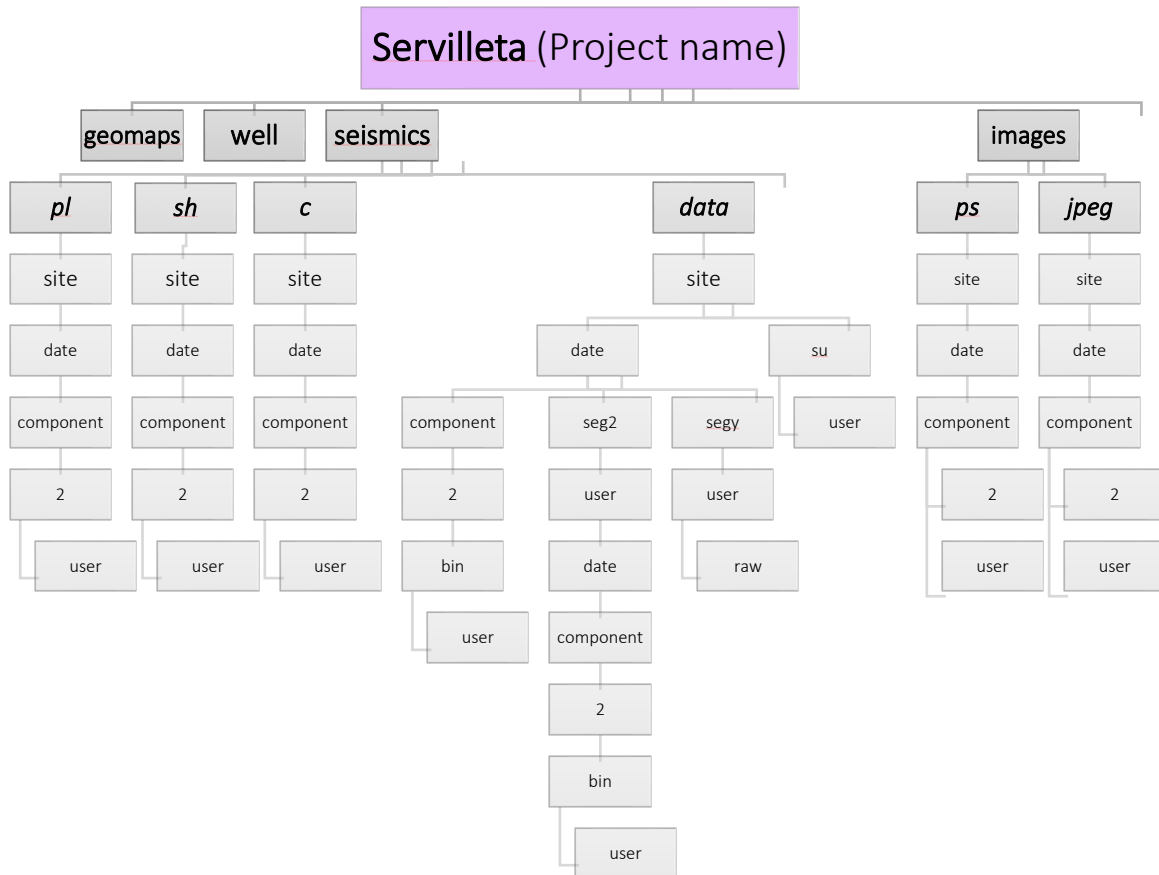 Servilleta (Project name)
geomaps well seismics images
pl sh c data ps jpeg
site site site site site site
date date date date su date date
component component component component seg2 segy user component component
2 2 2 2 user user 2 2
user user user bin date raw user user
user component
2
bin
user